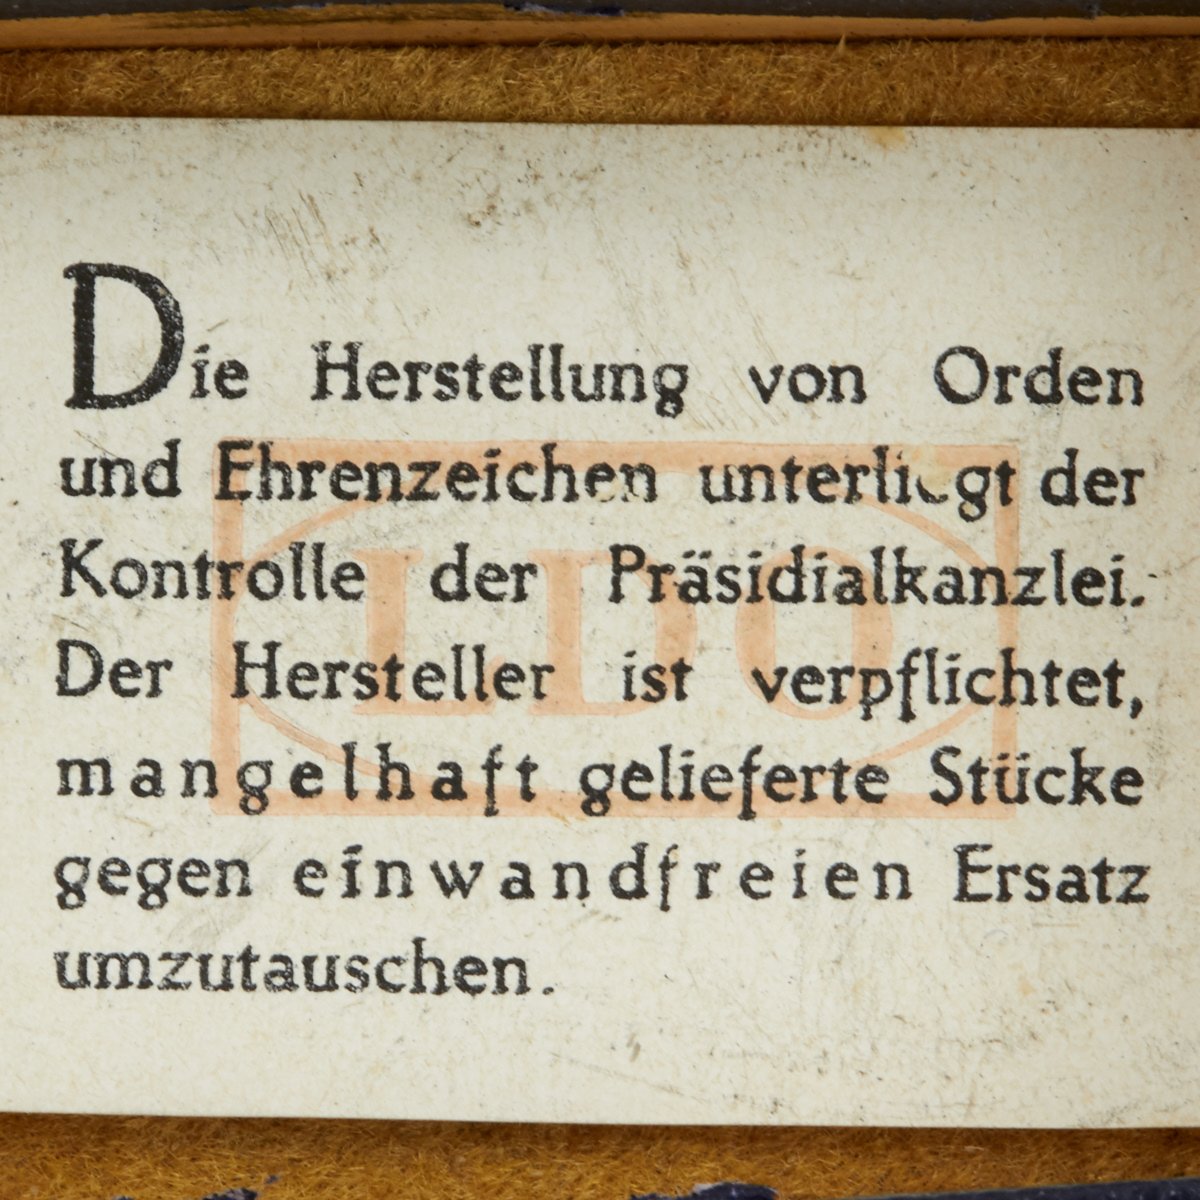 Die Herstellung von Orden
und Ehrenzeichen unterliegt der
Kontrolle der Präsidialkanzlei.
Der Hersteller ist verpflichtet,
mangelhaft gelieferte Stücke
gegen einwandfreien Ersatz
umzutauschen.
LDO